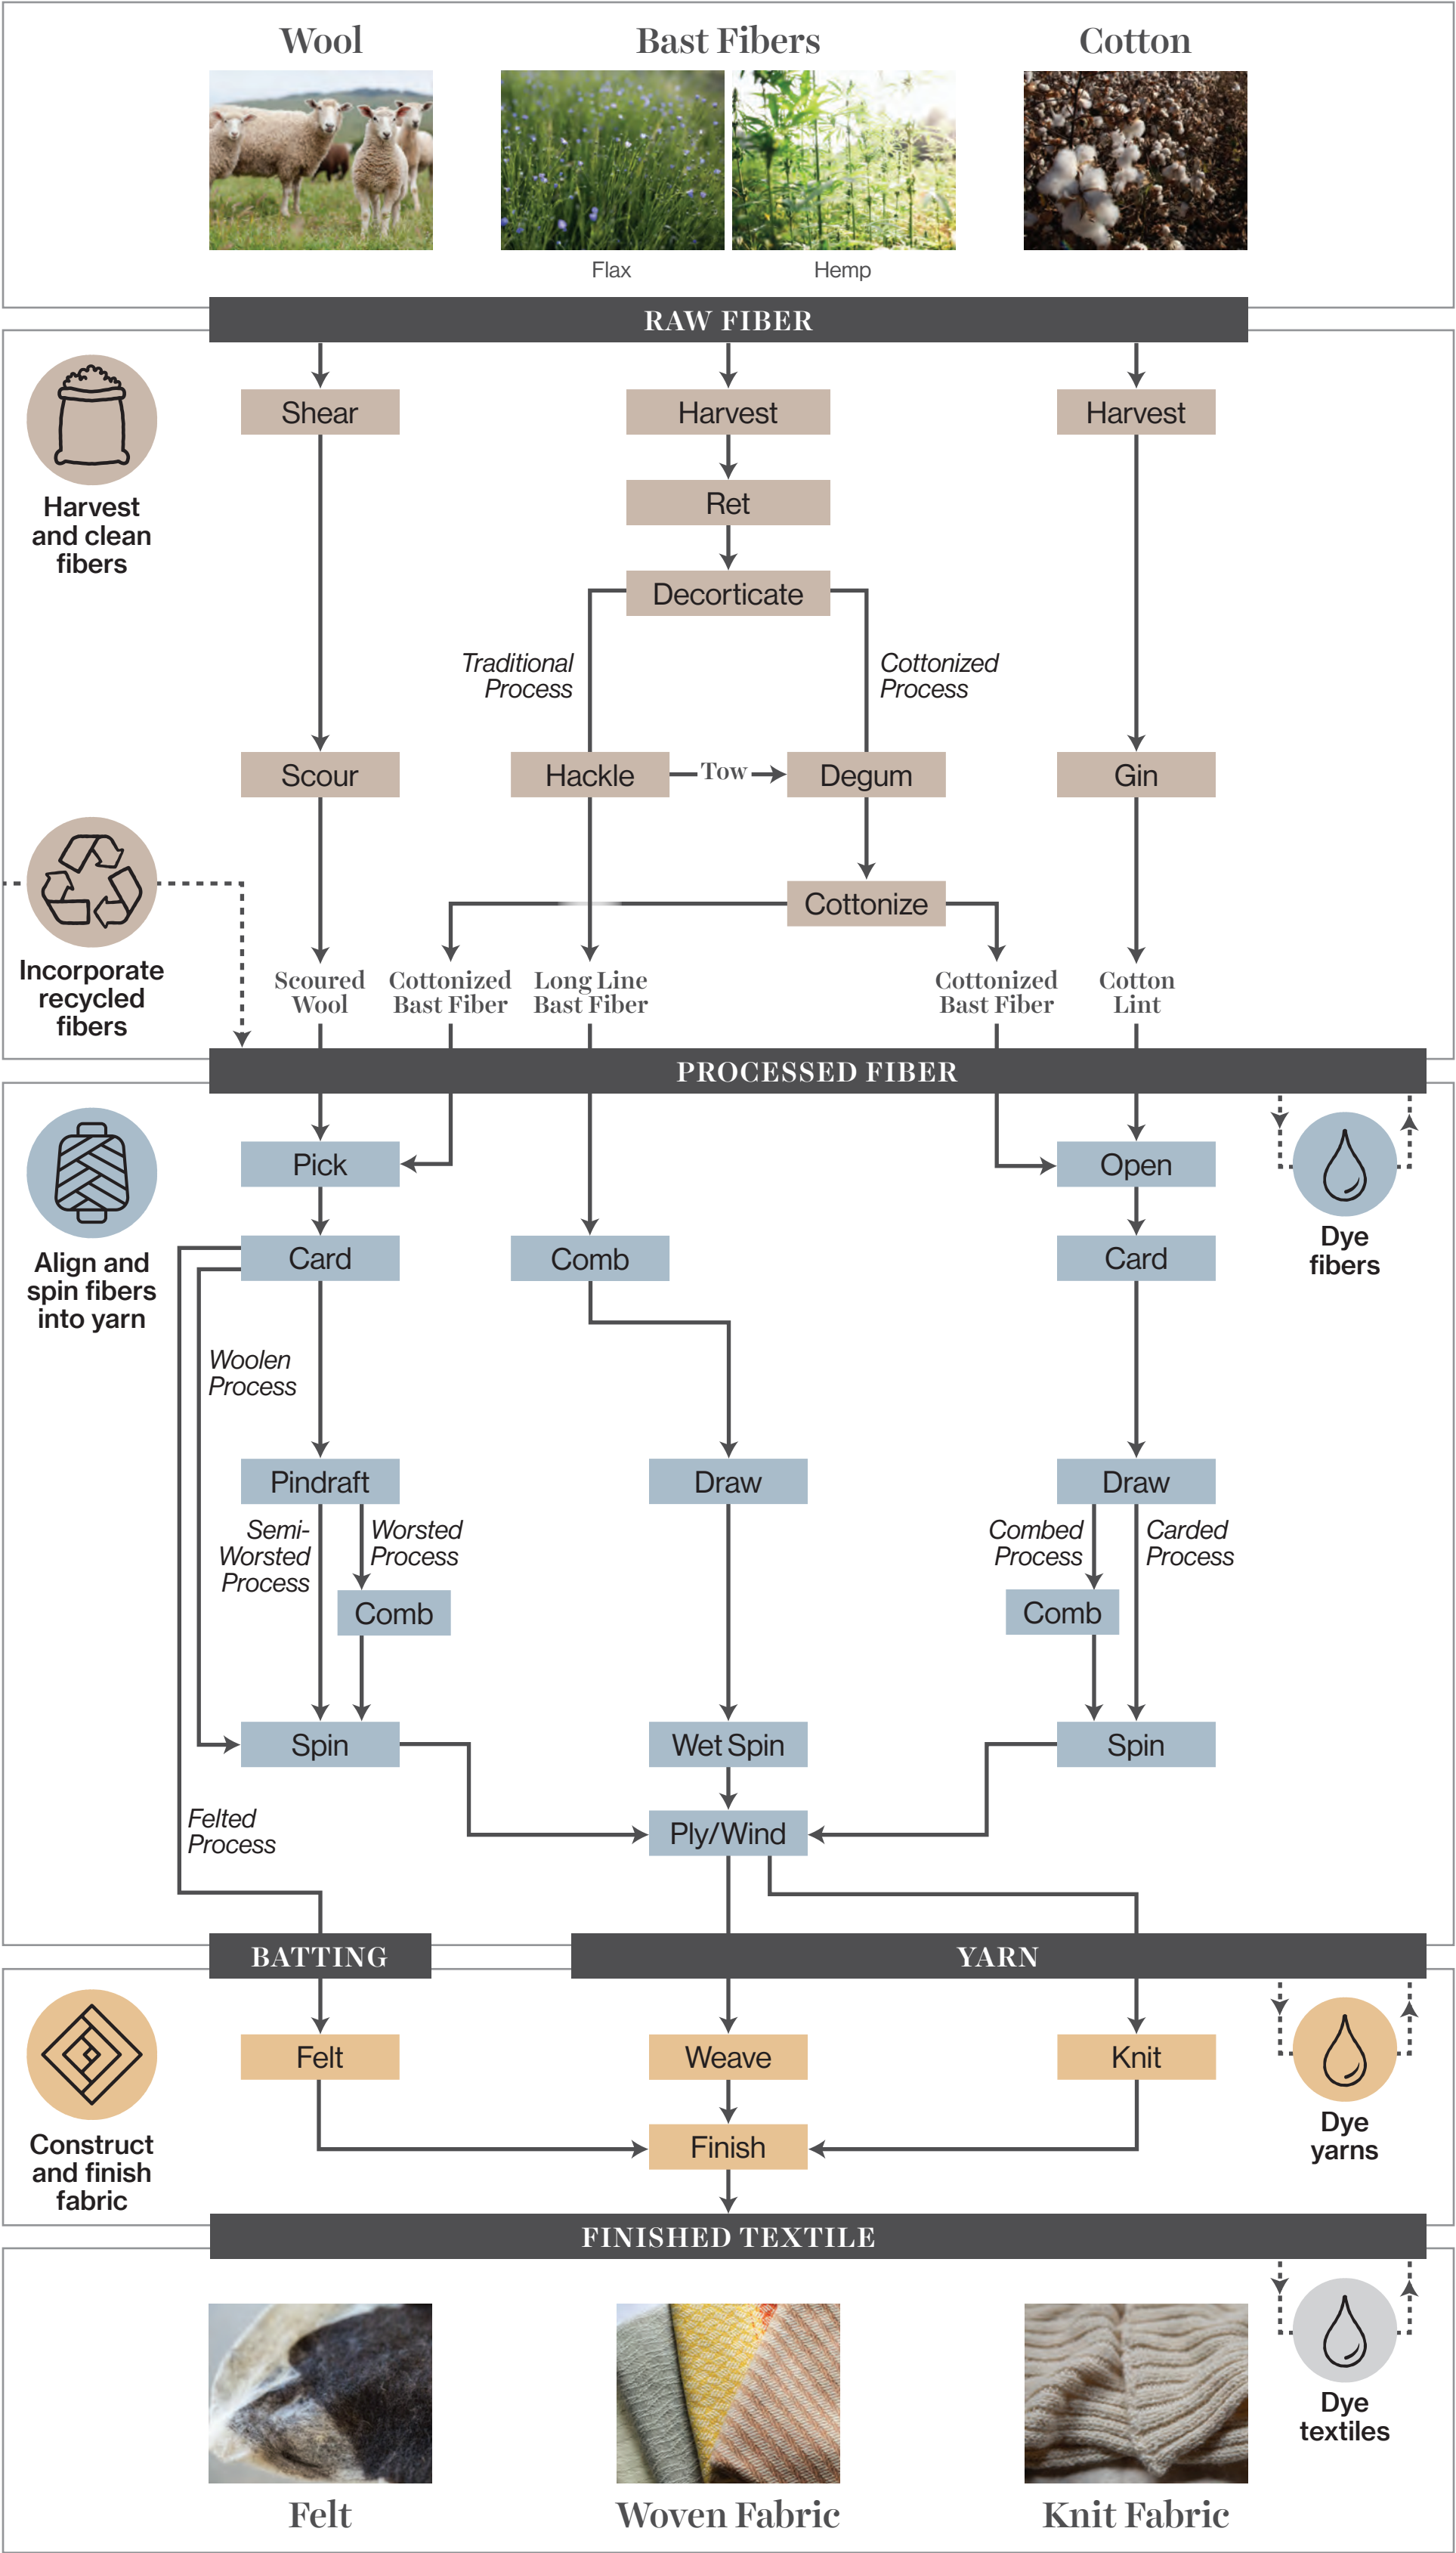 Wool
Bast Fibers
Cotton
Flax
Hemp
RAW FIBER
Shear
Harvest
Harvest
Harvest
and clean
fibers
Ret
Decorticate
Traditional
Process
Cottonized
Process
Scour
Hackle
Tow
Degum
Gin
Cottonize
Incorporate
recycled
fibers
Scoured
Wool
Cottonized
Bast Fiber
Long Line
Bast Fiber
Cottonized
Bast Fiber
Cotton
Lint
PROCESSED FIBER
Pick
Open
Align and
spin fibers
into yarn
Dye
fibers
Card
Comb
Card
Woolen
Process
Pindraft
Draw
Draw
Semi-
Worsted
Process
Worsted
Process
Combed
Process
Carded
Process
Comb
Comb
Spin
Wet Spin
Spin
Felted
Process
Ply/Wind
BATTING
YARN
Felt
Weave
Knit
Construct
and finish
fabric
Dye
yarns
Finish
FINISHED TEXTILE
Dye
textiles
Felt
Woven Fabric
Knit Fabric